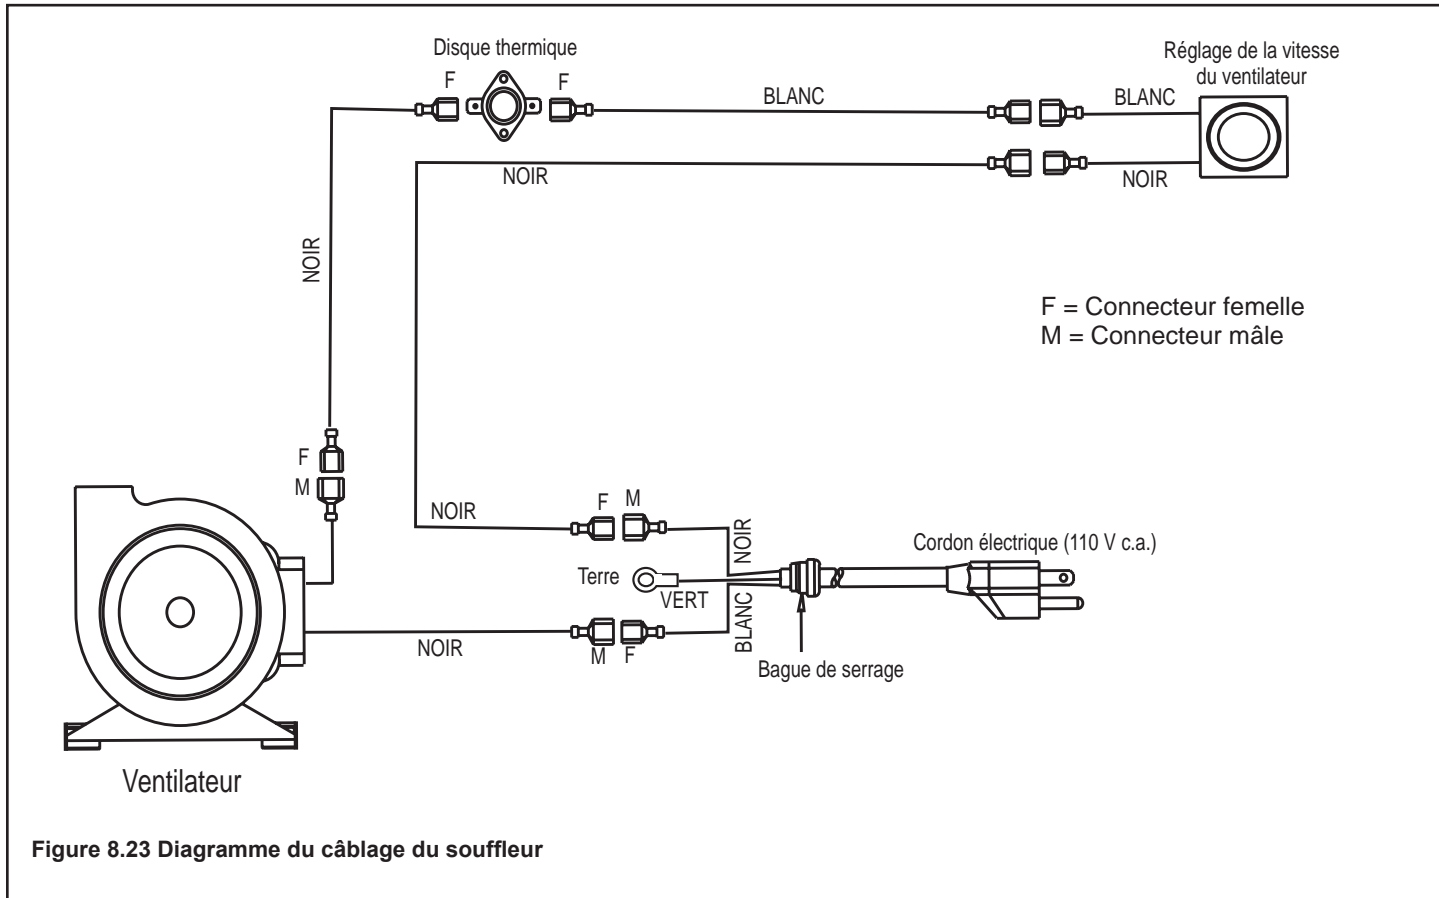 Disque thermique
Réglage de la vitesse
du ventilateur
F
F
BLANC
BLANC
NOIR
NOIR
NOIR
F = Connecteur femelle
M = Connecteur mâle
F
M
NOIR
F
M
NOIR
Cordon électrique (110 V c.a.)
Terre
VERT
BLANC
NOIR
M
F
Bague de serrage
Ventilateur
Figure 8.23 Diagramme du câblage du souffleur